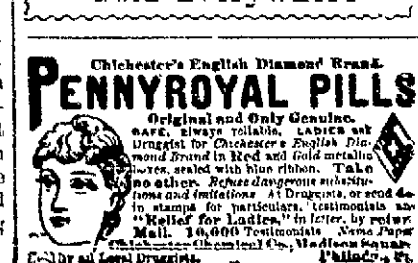 Chichester's English Diamond Brand.
PENNYROYAL PILLS
Original and Only Genuine.
SAFE, always reliable. LADIES ask
Druggist for Chichester's English Dia-
mond Brand in Red and Gold metallic
boxes, sealed with blue ribbon. Take
no other. Refuse dangerous substitu-
tions and imitations. At Druggists, or send 4c.
in stamps for particulars, testimonials and
"Relief for Ladies," in letter, by return
Mail. 10,000 Testimonials. Name Paper.
Chichester Chemical Co., Madison Square,
Sold by all Local Druggists. Philada., Pa.